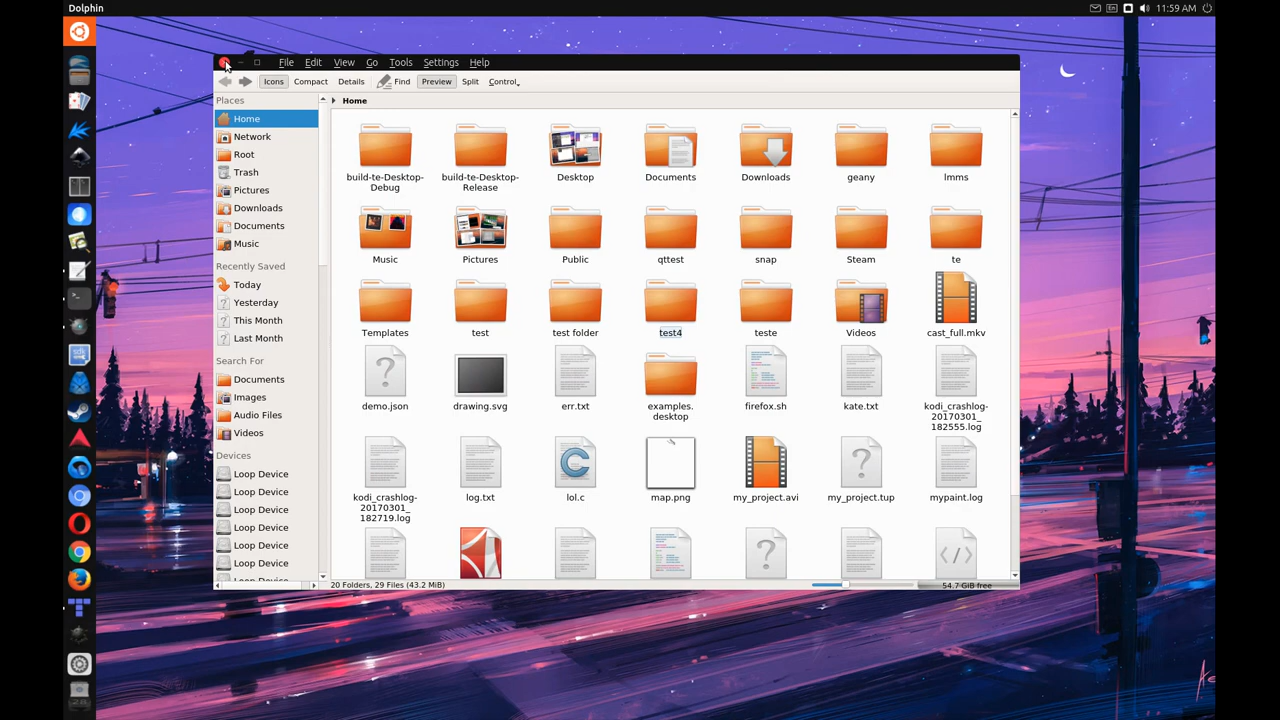 Dolphin
En
11:59 AM
File Edit View Go Tools Settings Help
Icons Compact Details Find Preview Split Control
Places
Home
Network
Root
Trash
Pictures
Downloads
Documents
Music
Recently Saved
Today
Yesterday
This Month
Last Month
Search For
Documents
Images
Audio Files
Videos
Devices
Loop Device
Loop Device
Loop Device
Loop Device
Loop Device
Loop Device
Home
build-te-Desktop-
Debug
build-te-Desktop-
Release
Desktop
Documents
Downloads
geany
lmms
Music
Pictures
Public
qttest
snap
Steam
te
Templates
test
test folder
test4
teste
Videos
cast_full.mkv
demo.json
drawing.svg
err.txt
examples.
desktop
firefox.sh
kate.txt
kodi_crashlog-
20170301_
182555.log
kodi_crashlog-
20170301_
182719.log
log.txt
lol.c
map.png
my_project.avi
my_project.tup
mypaint.log
20 Folders, 29 Files (43.2 MiB)
54.7 GiB free